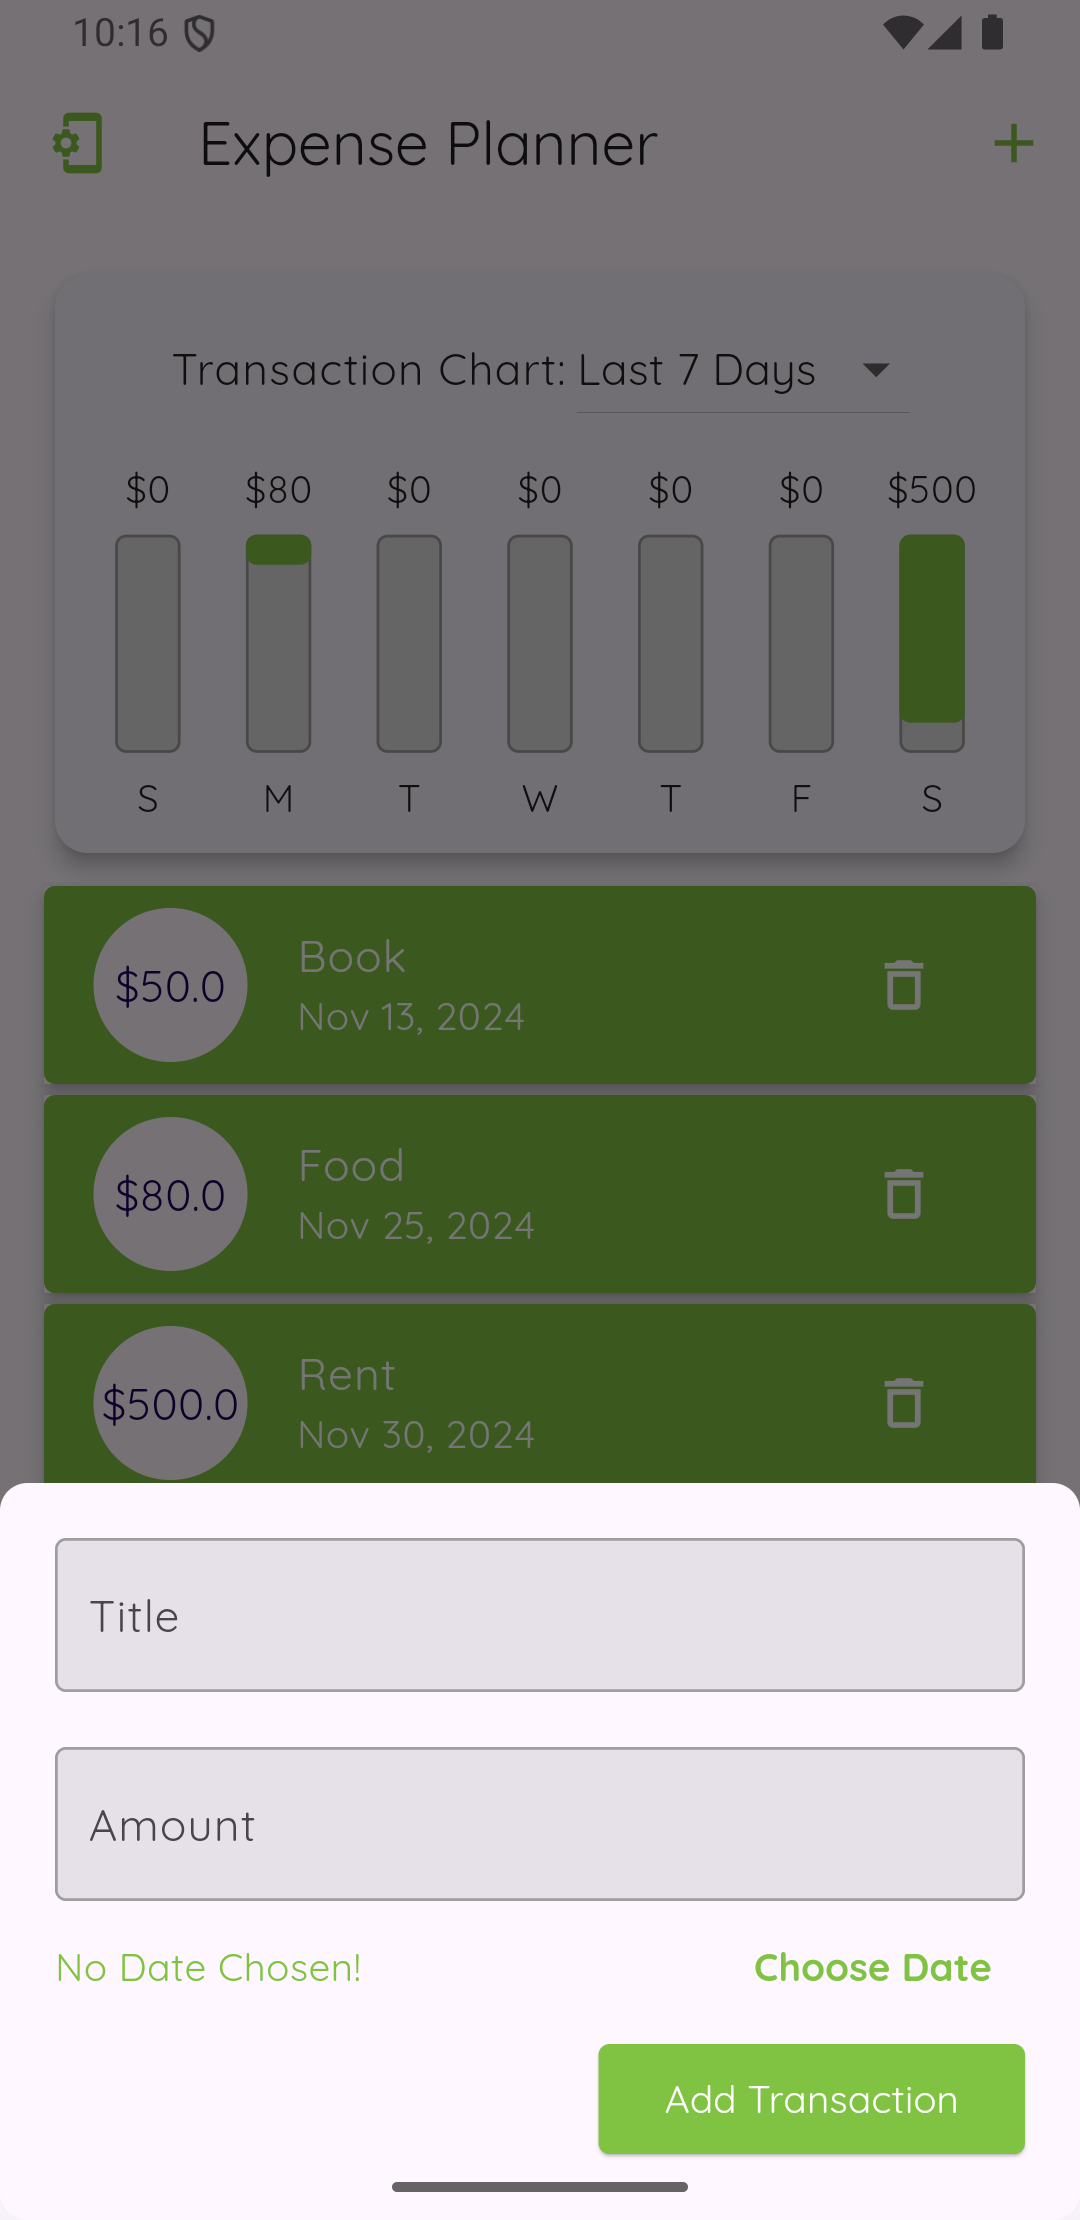 10:16
Expense Planner
Transaction Chart: Last 7 Days
$0 $80 $0 $0 $0 $0 $500
S M T W T F S
$50.0
Book
Nov 13, 2024
$80.0
Food
Nov 25, 2024
$500.0
Rent
Nov 30, 2024
Title
Amount
No Date Chosen! Choose Date
Add Transaction